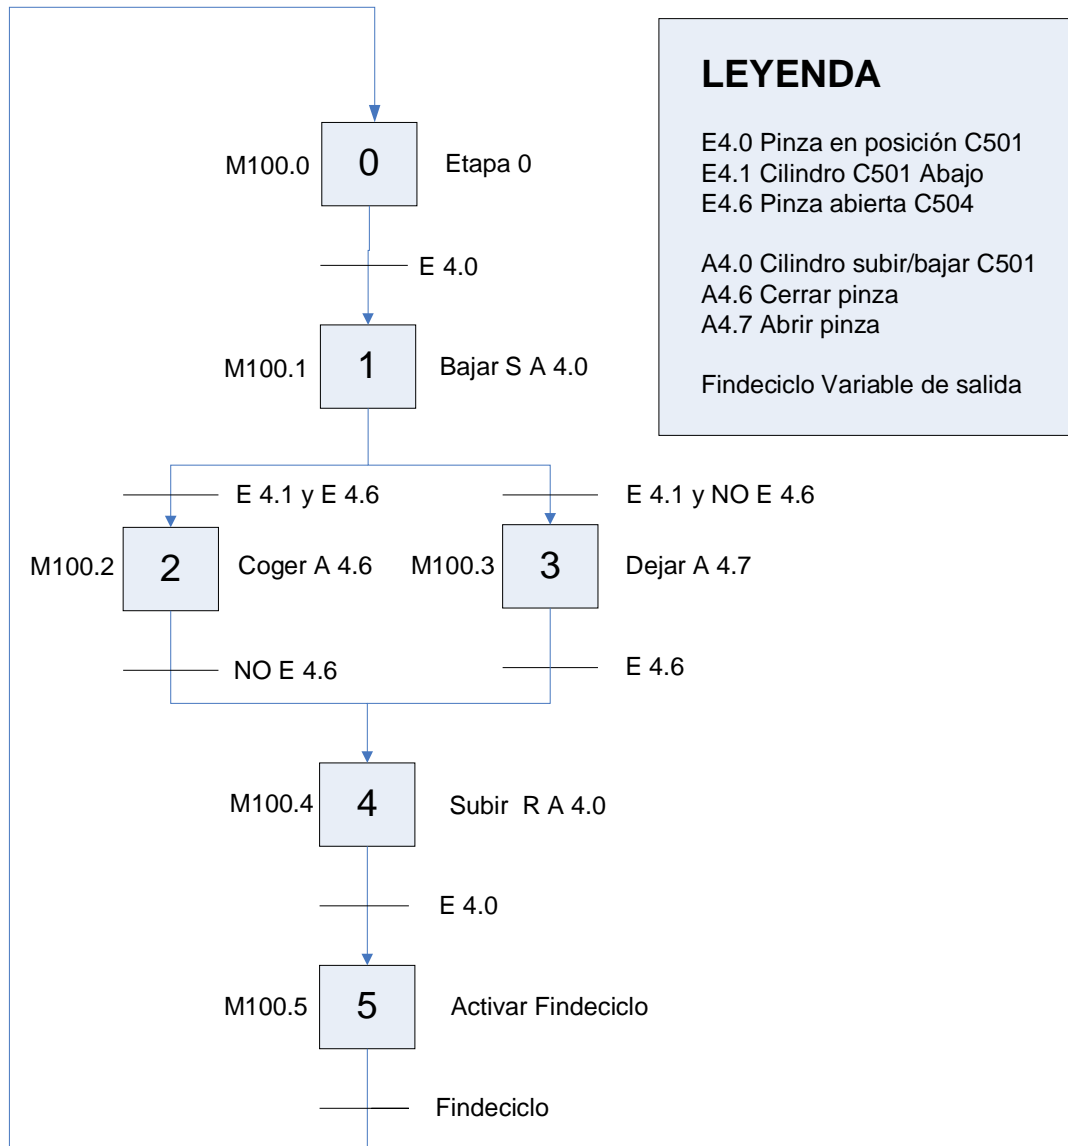 LEYENDA
E4.0 Pinza en posición C501
E4.1 Cilindro C501 Abajo
E4.6 Pinza abierta C504
A4.0 Cilindro subir/bajar C501
A4.6 Cerrar pinza
A4.7 Abrir pinza
Findeciclo Variable de salida
M100.0 0 Etapa 0
E 4.0
M100.1 1 Bajar S A 4.0
E 4.1 y E 4.6
E 4.1 y NO E 4.6
M100.2 2 Coger A 4.6
M100.3 3 Dejar A 4.7
NO E 4.6
E 4.6
M100.4 4 Subir R A 4.0
E 4.0
M100.5 5 Activar Findeciclo
Findeciclo